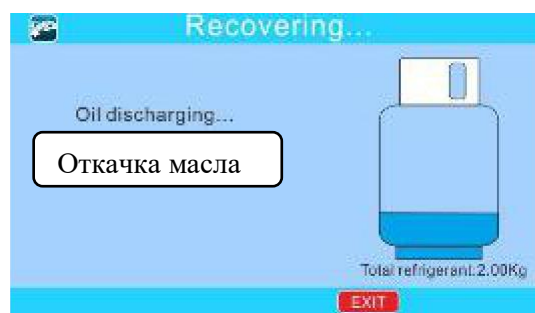 Recovering...
Oil discharging...
Откачка масла
Total refrigerant:2.00Kg
EXIT